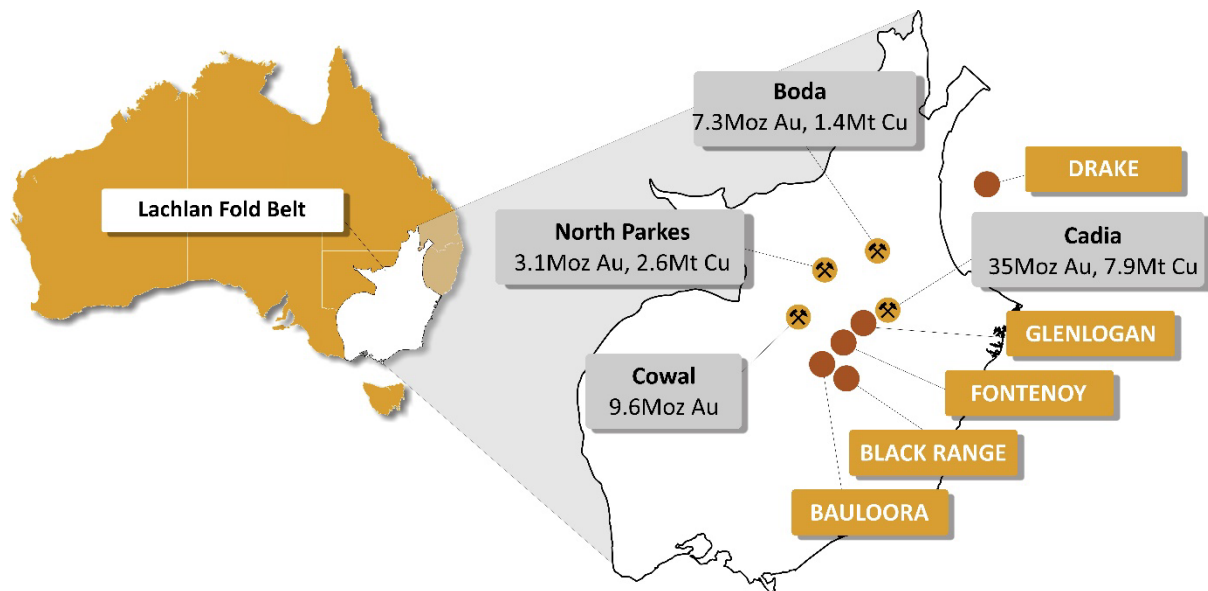 Lachlan Fold Belt
Boda
7.3Moz Au, 1.4Mt Cu
DRAKE
North Parkes
3.1Moz Au, 2.6Mt Cu
Cadia
35Moz Au, 7.9Mt Cu
GLENLOGAN
Cowal
9.6Moz Au
FONTENOY
BLACK RANGE
BAULOORA